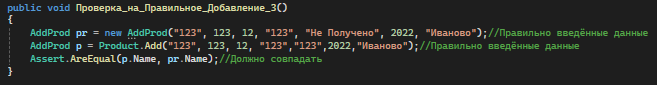 public void Проверка_на_Правильное_Добавление_3()
{
AddProd pr = new AddProd("123", 123, 12, "123", "Не Получено", 2022, "Иваново");//Правильно введённые данные
AddProd p = Product.Add("123", 123, 12, "123","123",2022,"Иваново");//Правильно введённые данные
Assert.AreEqual(p.Name, pr.Name);//Должно совпадать
}